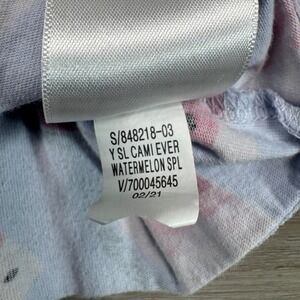 S/848218-03
Y SL CAMI EVER
WATERMELON SPL
V/700045645
02/21